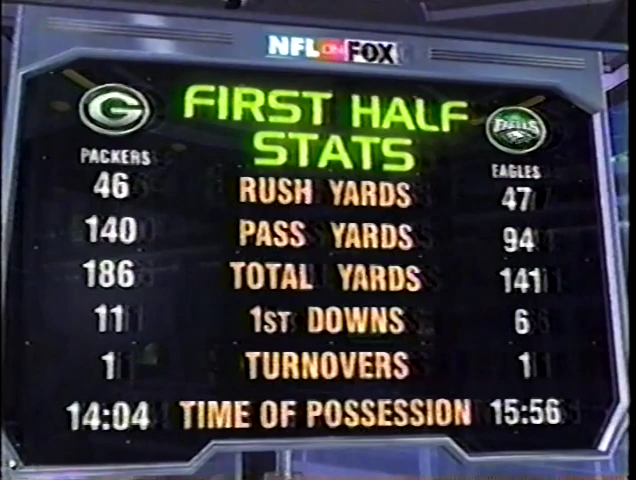 NFL ON FOX
FIRST HALF
STATS
PACKERS EAGLES
46 RUSH YARDS 47
140 PASS YARDS 94
186 TOTAL YARDS 141
11 1ST DOWNS 6
1 TURNOVERS 1
14:04 TIME OF POSSESSION 15:56
G
EAGLES